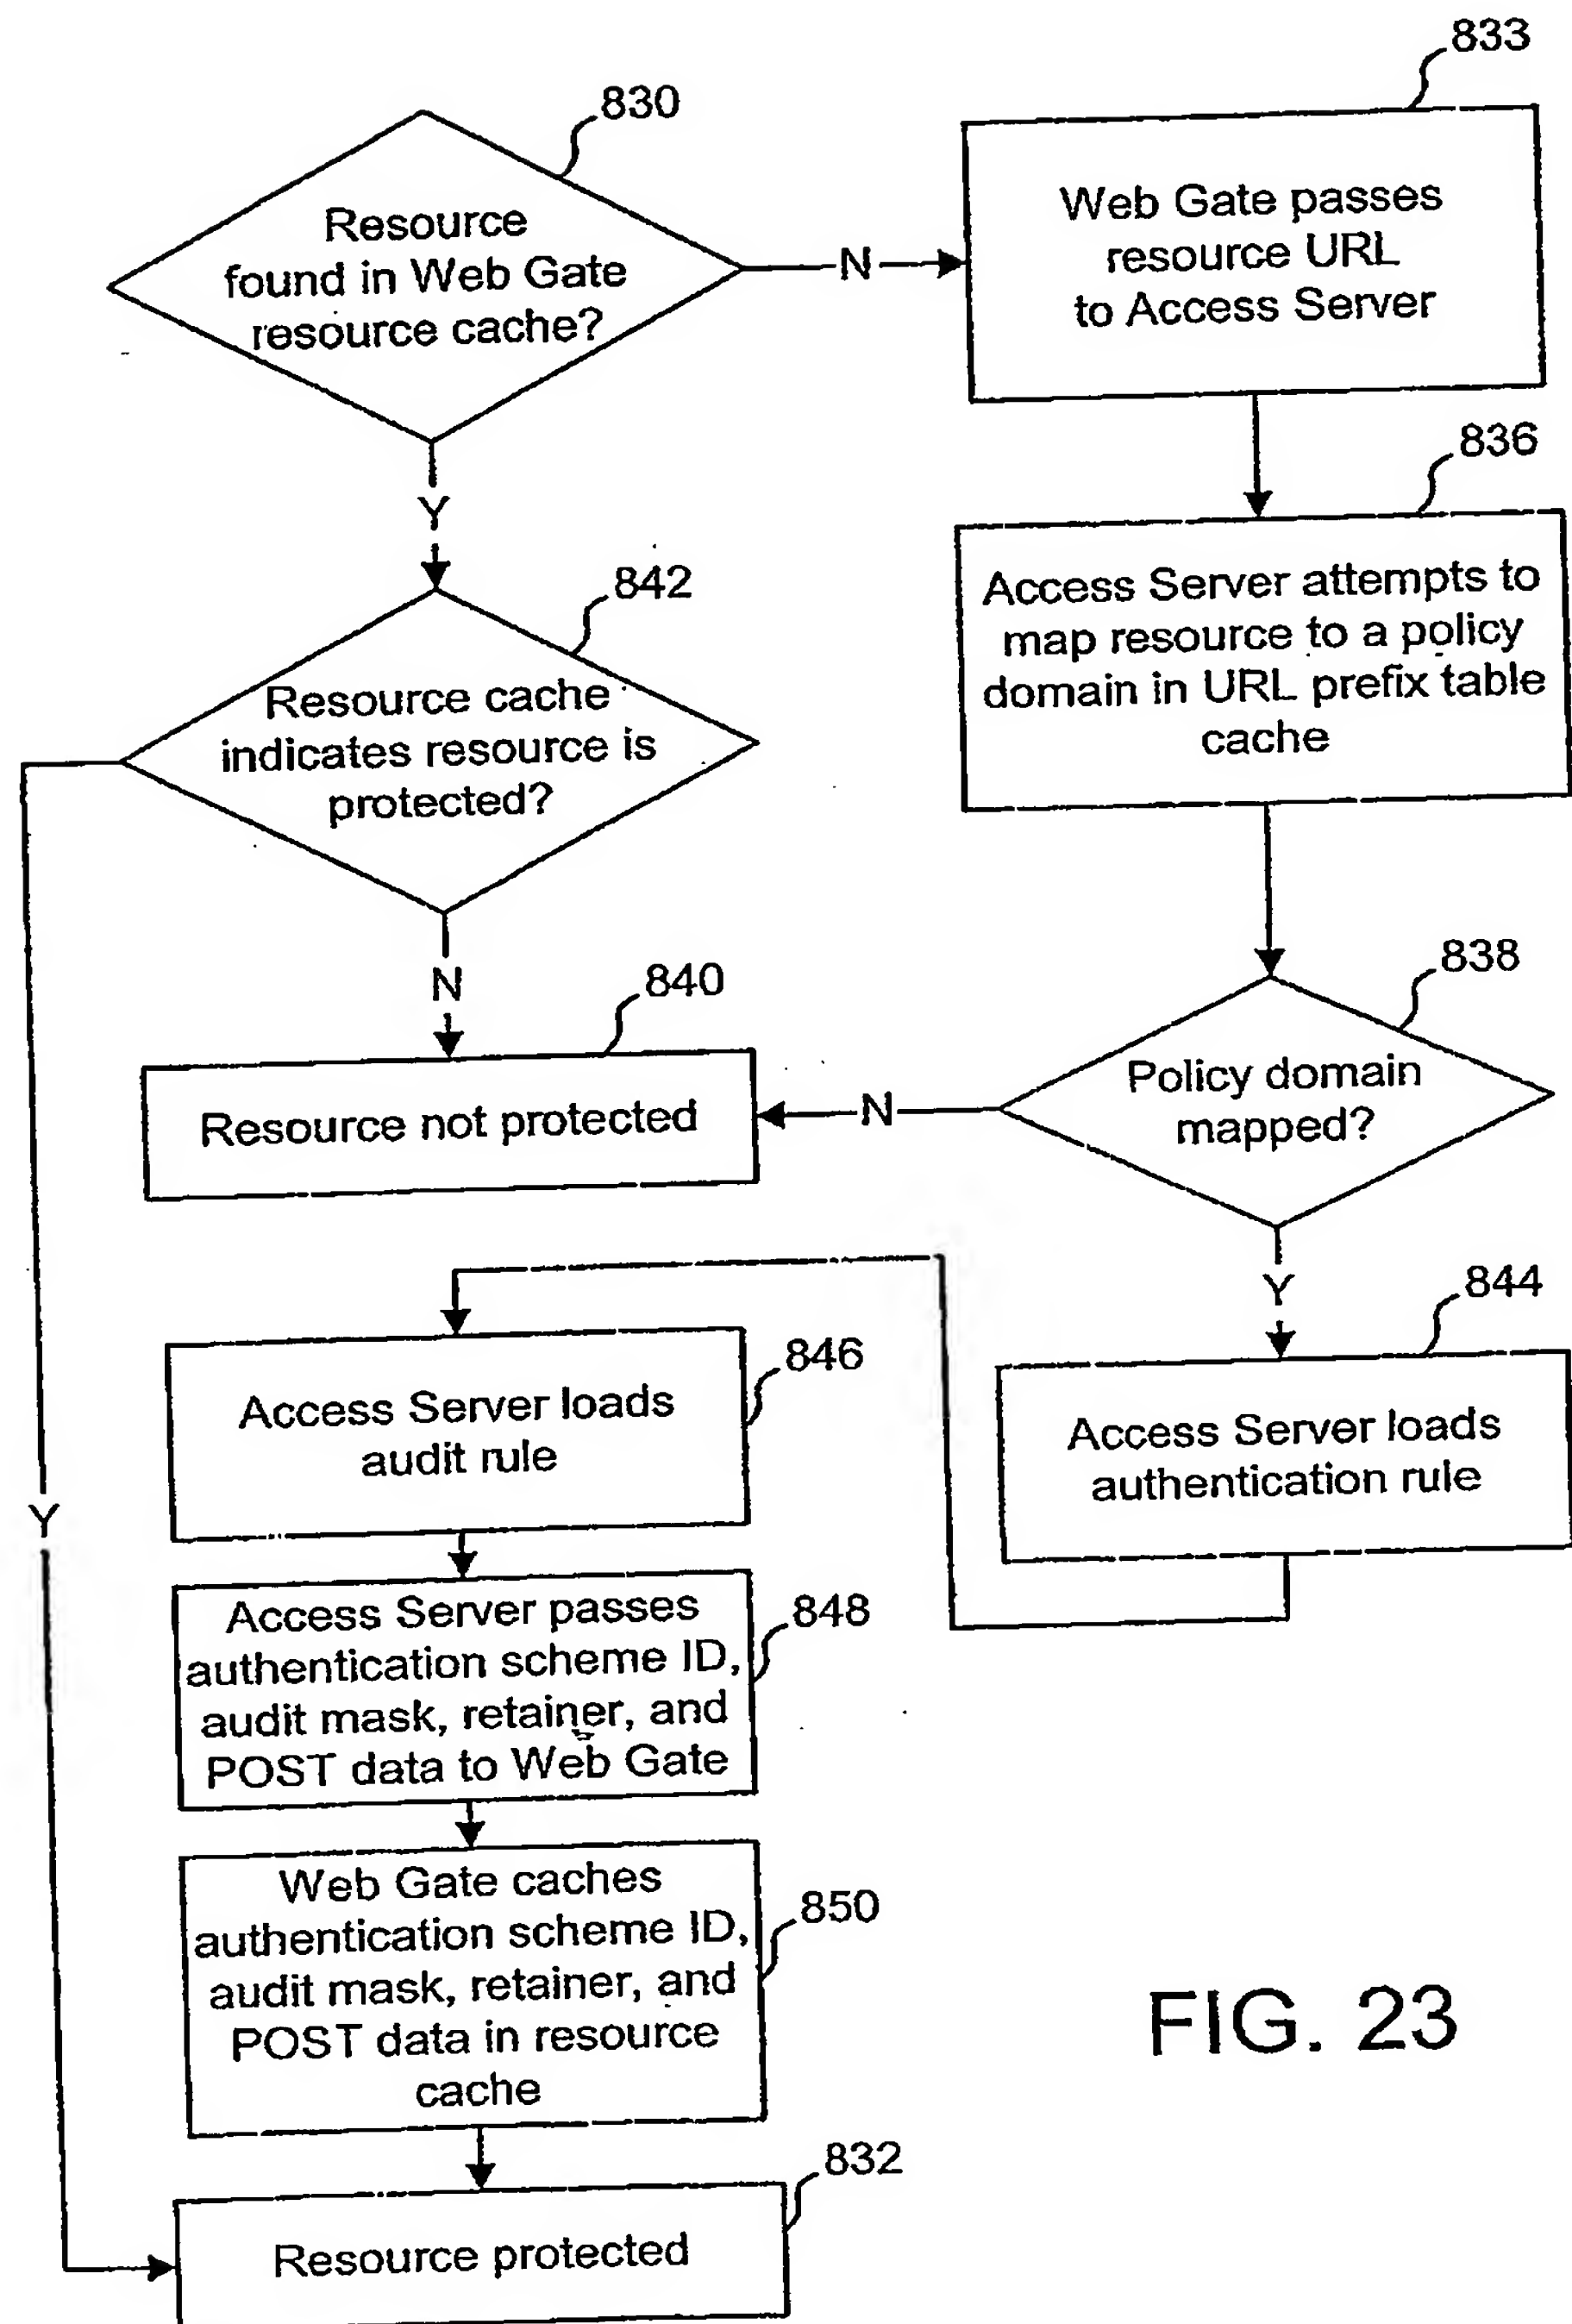 833
830
Resource
found in Web Gate
resource cache?
N
Web Gate passes
resource URL
to Access Server
Y
836
842
Access Server attempts to
map resource to a policy
domain in URL prefix table
cache
Resource cache
indicates resource is
protected?
N
838
840
Policy domain
mapped?
N
Resource not protected
Y
844
846
Access Server loads
audit rule
Access Server loads
authentication rule
Y
848
Access Server passes
authentication scheme ID,
audit mask, retainer, and
POST data to Web Gate
850
Web Gate caches
authentication scheme ID,
audit mask, retainer, and
POST data in resource
cache
FIG. 23
832
Resource protected